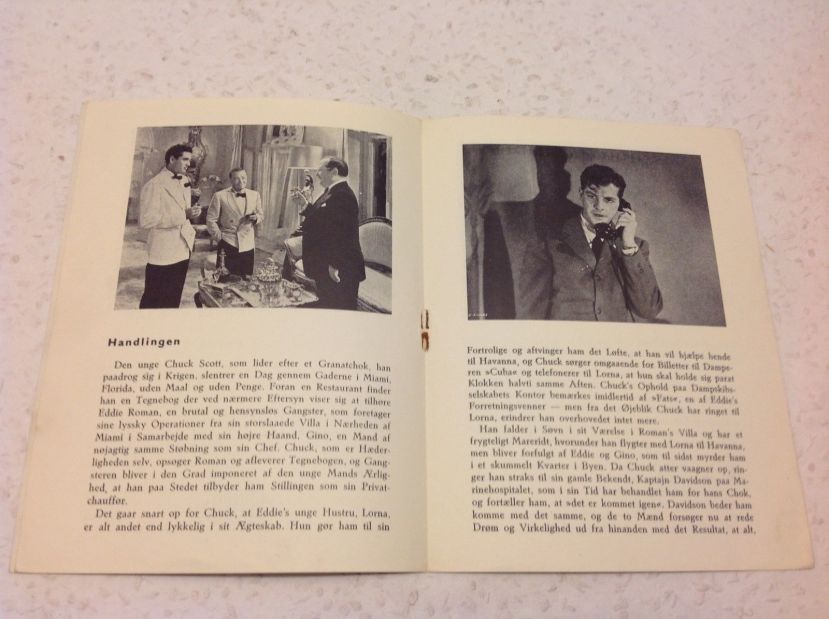 Handlingen
Den unge Chuck Scott, som lider efter et Granatchok, han
paadrog sig i Krigen, slentrer en Dag gennem Gaderne i Miami,
Florida, uden Maal og uden Penge. Foran en Restaurant finder
han en Tegnebog der ved nærmere Eftersyn viser sig at tilhøre
Eddie Roman, en brutal og hensynsløs Gangster, som foretager
sine lyssky Operationer fra sin storslaaede Villa i Nærheden af
Miami i Samarbejde med sin højre Haand, Gino, en Mand af
nøjagtig samme Støbning som sin Chef. Chuck, som er Hæder-
ligheden selv, opsøger Roman og afleverer Tegnebogen, og Gang-
steren bliver i den Grad imponeret af den unge Mands Ærlig-
hed, at han paa Stedet tilbyder ham Stillingen som sin Privat-
chauffør.
Det gaar snart op for Chuck, at Eddie's unge Hustru, Lorna,
er alt andet end lykkelig i sit Ægteskab. Hun gør ham til sin
Fortrolige og aftvinger ham det Løfte, at han vil hjælpe hende
til Havanna, og Chuck sørger omgaaende for Billetter til Dampe-
ren »Cuba« og telefonerer til Lorna, at hun skal holde sig parat
Klokken halvti samme Aften. Chuck's Ophold paa Dampskibs-
selskabets Kontor bemærkes imidlertid af »Fats«, en af Eddie's
Forretningsvenner — men fra det Øjeblik Chuck har ringet til
Lorna, erindrer han overhovedet intet mere.
Han falder i Søvn i sit Værelse i Roman's Villa og har et
frygteligt Mareridt, hvorunder han flygter med Lorna til Havanna,
men bliver forfulgt af Eddie og Gino, som til sidst myrder ham
i et skummelt Kvarter i Byen. Da Chuck atter vaagner op, rin-
ger han straks til sin gamle Bekendt, Kaptajn Davidson paa Ma-
rinehospitalet, som i sin Tid har behandlet ham for hans Chok,
og fortæller ham, at »det er kommet igen«. Davidson beder ham
komme med det samme, og de to Mænd forsøger nu at rede
Drøm og Virkelighed ud fra hinanden med det Resultat, at alt,